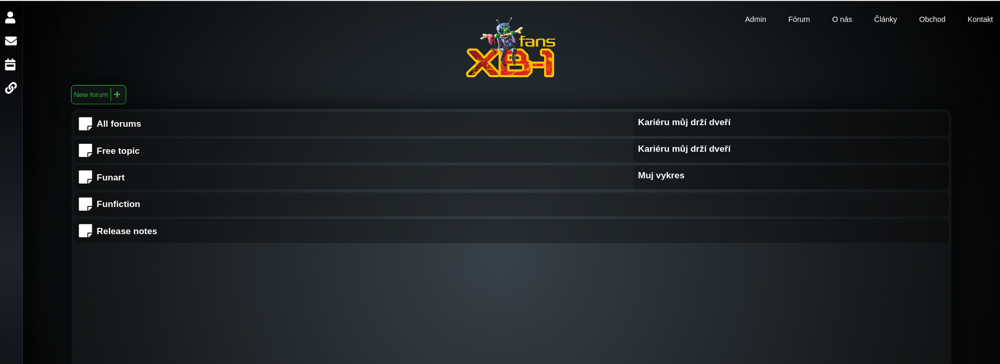 Admin Fórum O nás Články Obchod Kontakt
fans
XB-1
New forum
All forums Kariéru můj drží dveří
Free topic Kariéru můj drží dveří
Funart Muj vykres
Funfiction
Release notes